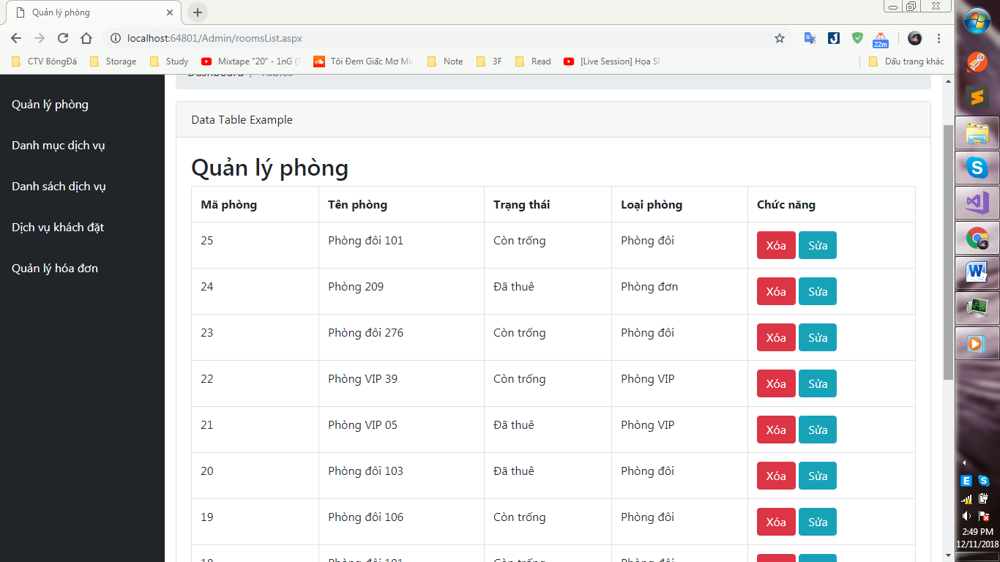 Quản lý phòng
localhost:64801/Admin/roomsList.aspx
22m
CTV BóngĐá Storage Study Mixtape "20" - 1nG (T Tôi Đem Giấc Mơ Mi Note 3F Read [Live Session] Họa Sĩ Dấu trang khác
Dashboard / Tables
Quản lý phòng
Danh mục dịch vụ
Danh sách dịch vụ
Dịch vụ khách đặt
Quản lý hóa đơn
Data Table Example
Quản lý phòng
Mã phòng Tên phòng Trạng thái Loại phòng Chức năng
25 Phòng đôi 101 Còn trống Phòng đôi Xóa Sửa
24 Phòng 209 Đã thuê Phòng đơn Xóa Sửa
23 Phòng đôi 276 Còn trống Phòng đôi Xóa Sửa
22 Phòng VIP 39 Còn trống Phòng VIP Xóa Sửa
21 Phòng VIP 05 Đã thuê Phòng VIP Xóa Sửa
20 Phòng đôi 103 Đã thuê Phòng đôi Xóa Sửa
19 Phòng đôi 106 Còn trống Phòng đôi Xóa Sửa
18 Phòng đôi 101 Còn trống Phòng đôi
2:49 PM
12/11/2018